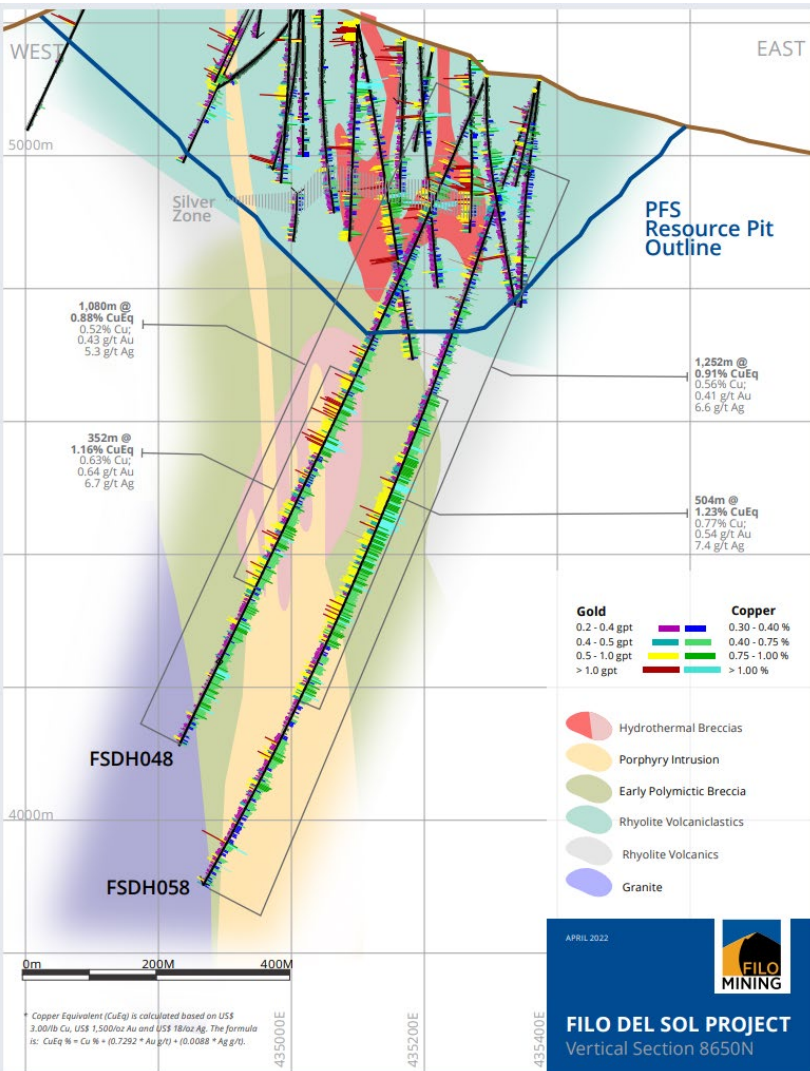 WEST
EAST
5000m
Silver
Zone
PFS
Resource Pit
Outline
1,080m @
0.88% CuEq
0.52% Cu;
0.43 g/t Au
5.3 g/t Ag
1,252m @
0.91% CuEq
0.56% Cu;
0.41 g/t Au
6.6 g/t Ag
352m @
1.16% CuEq
0.63% Cu;
0.64 g/t Au
6.7 g/t Ag
504m @
1.23% CuEq
0.77% Cu;
0.54 g/t Au
7.4 g/t Ag
Gold Copper
0.2 - 0.4 gpt 0.30 - 0.40 %
0.4 - 0.5 gpt 0.40 - 0.75 %
0.5 - 1.0 gpt 0.75 - 1.00 %
> 1.0 gpt > 1.00 %
Hydrothermal Breccias
Porphyry Intrusion
Early Polymictic Breccia
Rhyolite Volcaniclastics
Rhyolite Volcanics
Granite
FSDH048
4000m
FSDH058
0m 200M 400M
* Copper Equivalent (CuEq) is calculated based on US$
3.00/lb Cu, US$ 1,500/oz Au and US$ 18/oz Ag. The formula
is: CuEq % = Cu % + (0.7292 * Au g/t) + (0.0088 * Ag g/t).
435000E
435200E
435400E
APRIL 2022
FILO
MINING
FILO DEL SOL PROJECT
Vertical Section 8650N